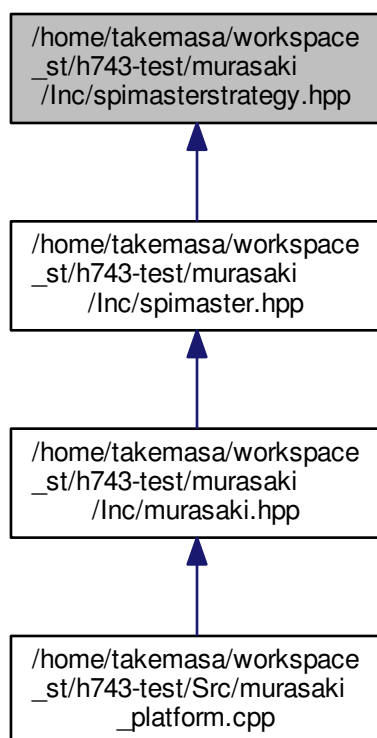 /home/takemasa/workspace
_st/h743-test/murasaki
/Inc/spimasterstrategy.hpp
/home/takemasa/workspace
_st/h743-test/murasaki
/Inc/spimaster.hpp
/home/takemasa/workspace
_st/h743-test/murasaki
/Inc/murasaki.hpp
/home/takemasa/workspace
_st/h743-test/Src/murasaki
_platform.cpp